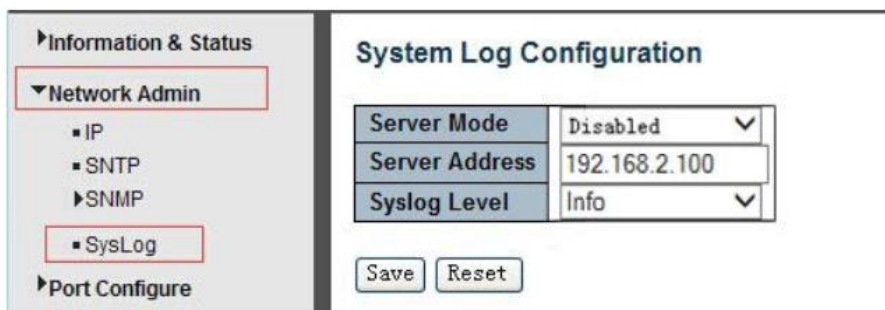 Information & Status
Network Admin
IP
SNTP
SNMP
SysLog
Port Configure
System Log Configuration
Server Mode Disabled
Server Address 192.168.2.100
Syslog Level Info
Save Reset